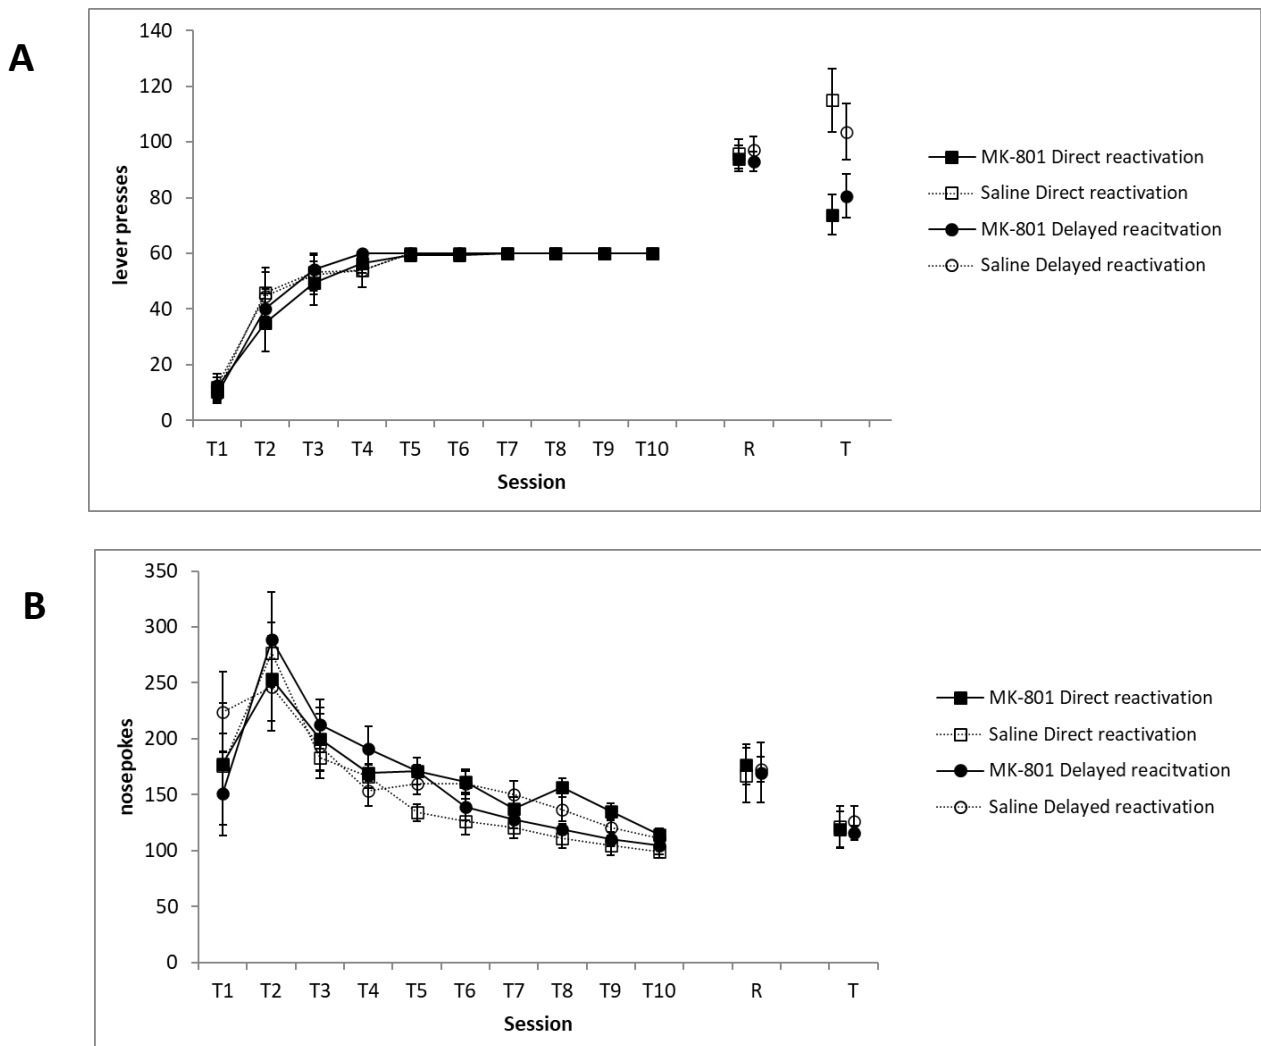 A
140
120
100
80
60
40
20
0
lever presses
T1 T2 T3 T4 T5 T6 T7 T8 T9 T10 R T
Session
MK-801 Direct reactivation
Saline Direct reactivation
MK-801 Delayed reacitvation
Saline Delayed reactivation
B
350
300
250
200
150
100
50
0
nosepokes
T1 T2 T3 T4 T5 T6 T7 T8 T9 T10 R T
Session
MK-801 Direct reactivation
Saline Direct reactivation
MK-801 Delayed reacitvation
Saline Delayed reactivation